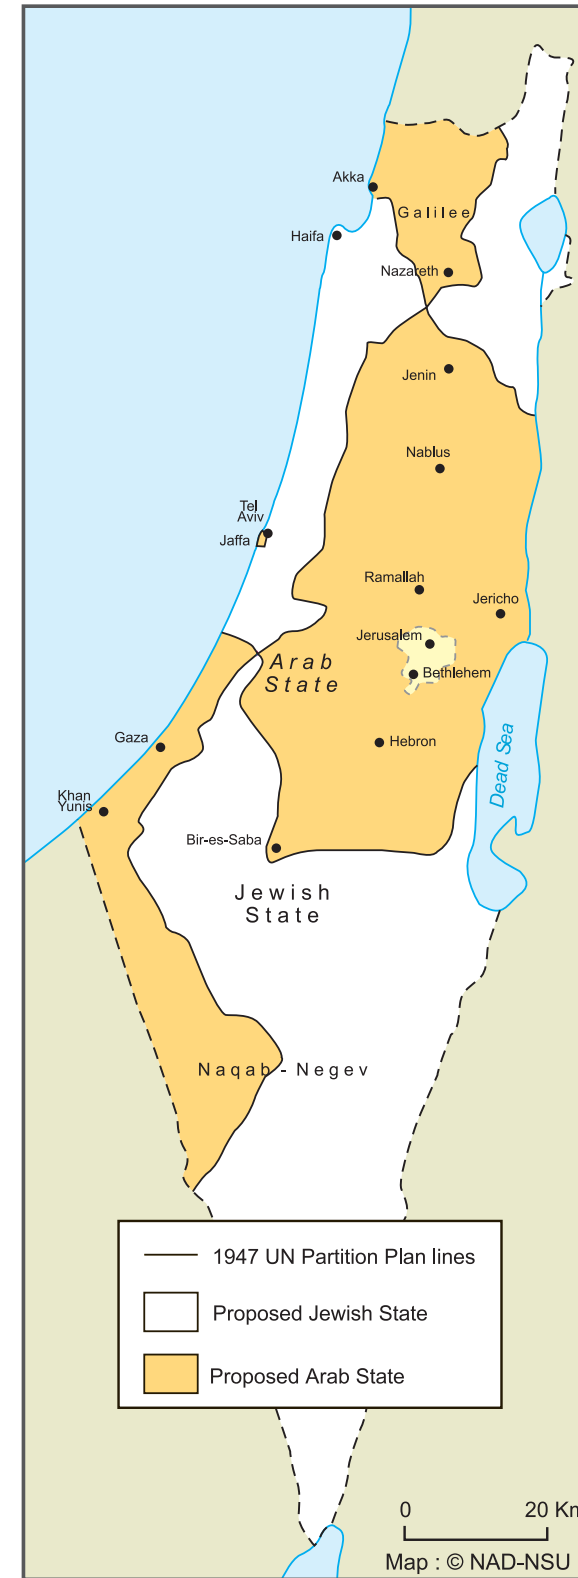 Akka
Galilee
Haifa
Nazareth
Jenin
Nablus
Tel
Aviv
Jaffa
Ramallah
Jericho
Jerusalem
Arab
State
Bethlehem
Gaza
Hebron
Dead Sea
Khan
Yunis
Bir-es-Saba
Jewish
State
Naqab - Negev
1947 UN Partition Plan lines
Proposed Jewish State
Proposed Arab State
0 20 Km
Map : © NAD-NSU